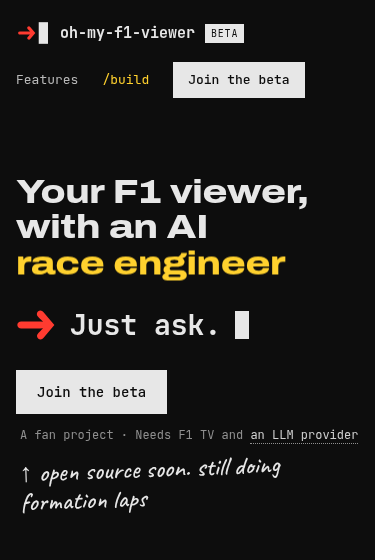 ➜ oh-my-f1-viewer BETA
Features /build Join the beta
Your F1 viewer,
with an AI
race engineer
➜ Just ask.
Join the beta
A fan project · Needs F1 TV and an LLM provider
↑ open source soon. still doing
formation laps